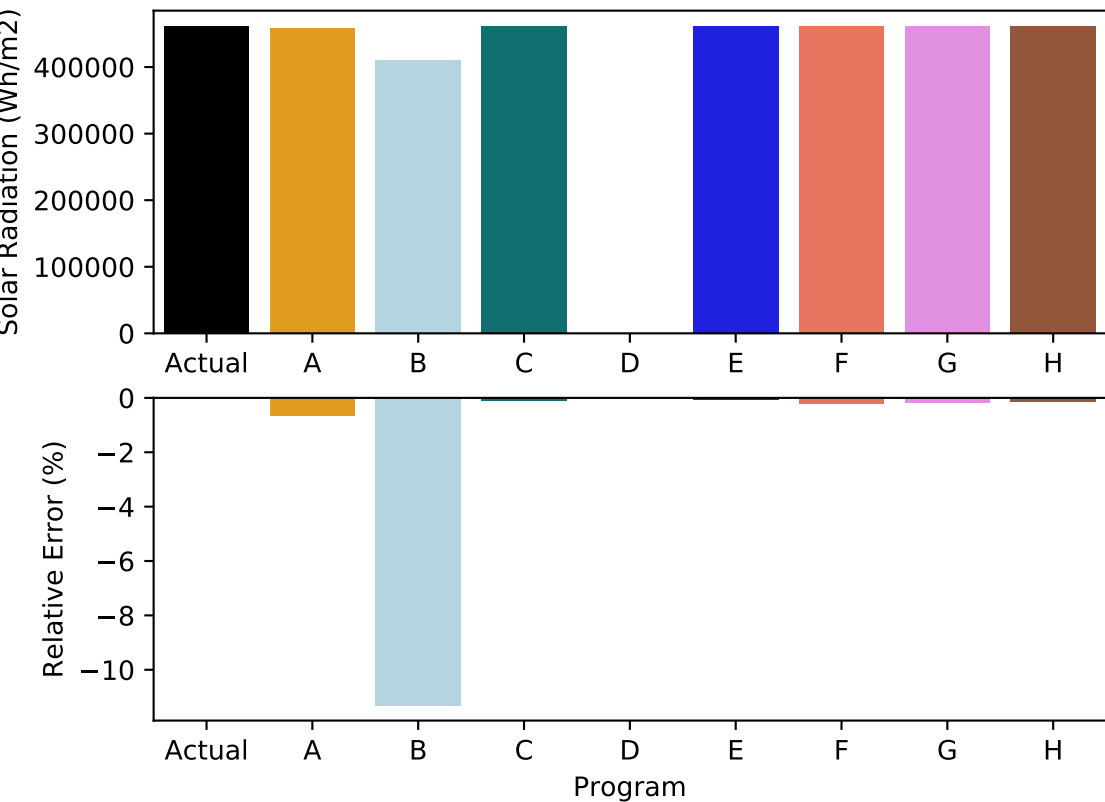 Solar Radiation (Wh/m2)
400000
300000
200000
100000
0
Actual A B C D E F G H
Relative Error (%)
0
−2
−4
−6
−8
−10
Actual A B C D E F G H
Program